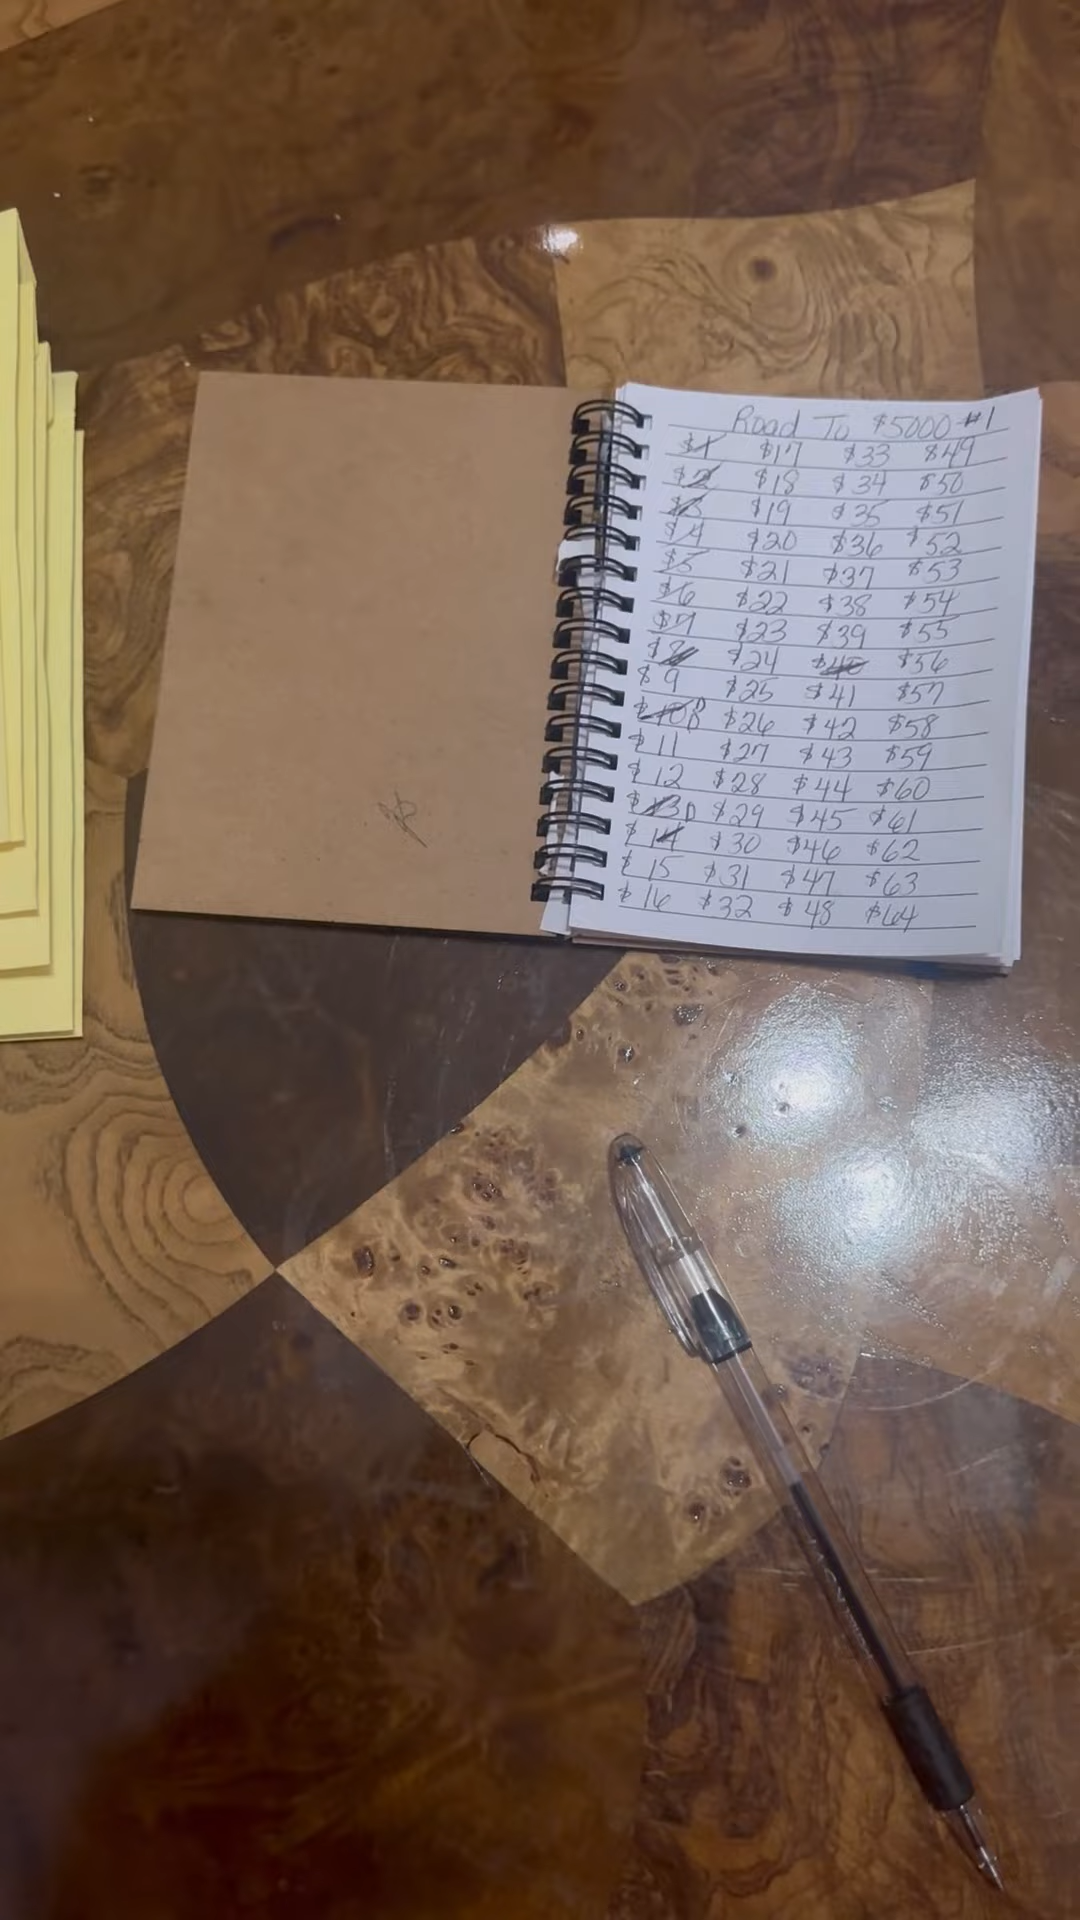 Road To $5000 #1
$1 $17 $33 $49
$2 $18 $34 $50
$3 $19 $35 $51
$4 $20 $36 $52
$5 $21 $37 $53
$6 $22 $38 $54
$7 $23 $39 $55
$8 $24 $40 $56
$9 $25 $41 $57
$10 $26 $42 $58
$11 $27 $43 $59
$12 $28 $44 $60
$13 $29 $45 $61
$14 $30 $46 $62
$15 $31 $47 $63
$16 $32 $48 $64